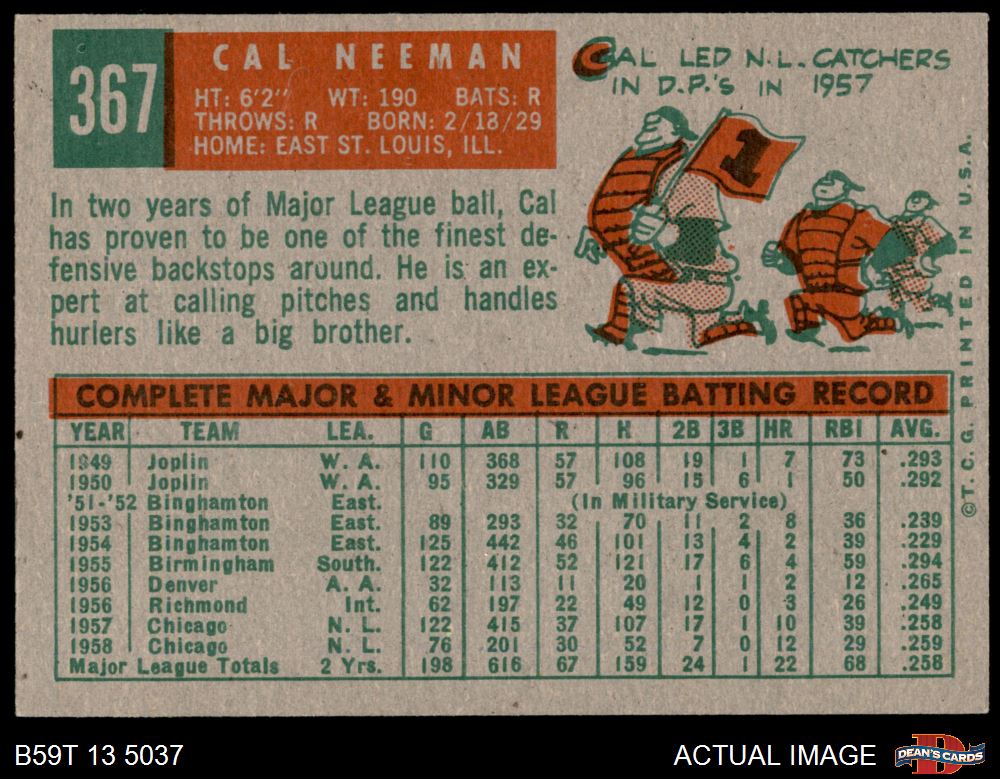 367
CAL NEEMAN
HT: 6'2" WT: 190 BATS: R
THROWS: R BORN: 2/18/29
HOME: EAST ST. LOUIS, ILL.
CAL LED N.L. CATCHERS
IN D.P.'S IN 1957
1
In two years of Major League ball, Cal
has proven to be one of the finest de-
fensive backstops around. He is an ex-
pert at calling pitches and handles
hurlers like a big brother.
COMPLETE MAJOR & MINOR LEAGUE BATTING RECORD
YEAR TEAM LEA. G AB R H 2B 3B HR RBI AVG.
1949 Joplin W. A. 110 368 57 108 19 1 7 73 .293
1950 Joplin W. A. 95 329 57 96 15 6 1 50 .292
'51-'52 Binghamton East. (In Military Service)
1953 Binghamton East. 89 293 32 70 11 2 8 36 .239
1954 Binghamton East. 125 442 46 101 13 4 2 39 .229
1955 Birmingham South. 122 412 52 121 17 6 4 59 .294
1956 Denver A. A. 32 113 11 20 1 1 2 12 .265
1956 Richmond Int. 62 197 22 49 12 0 3 26 .249
1957 Chicago N. L. 122 415 37 107 17 1 10 39 .258
1958 Chicago N. L. 76 201 30 52 7 0 12 29 .259
Major League Totals 2 Yrs. 198 616 67 159 24 1 22 68 .258
©T. C. G. PRINTED IN U.S.A.
B59T 13 5037
ACTUAL IMAGE
D
DEAN'S CARDS